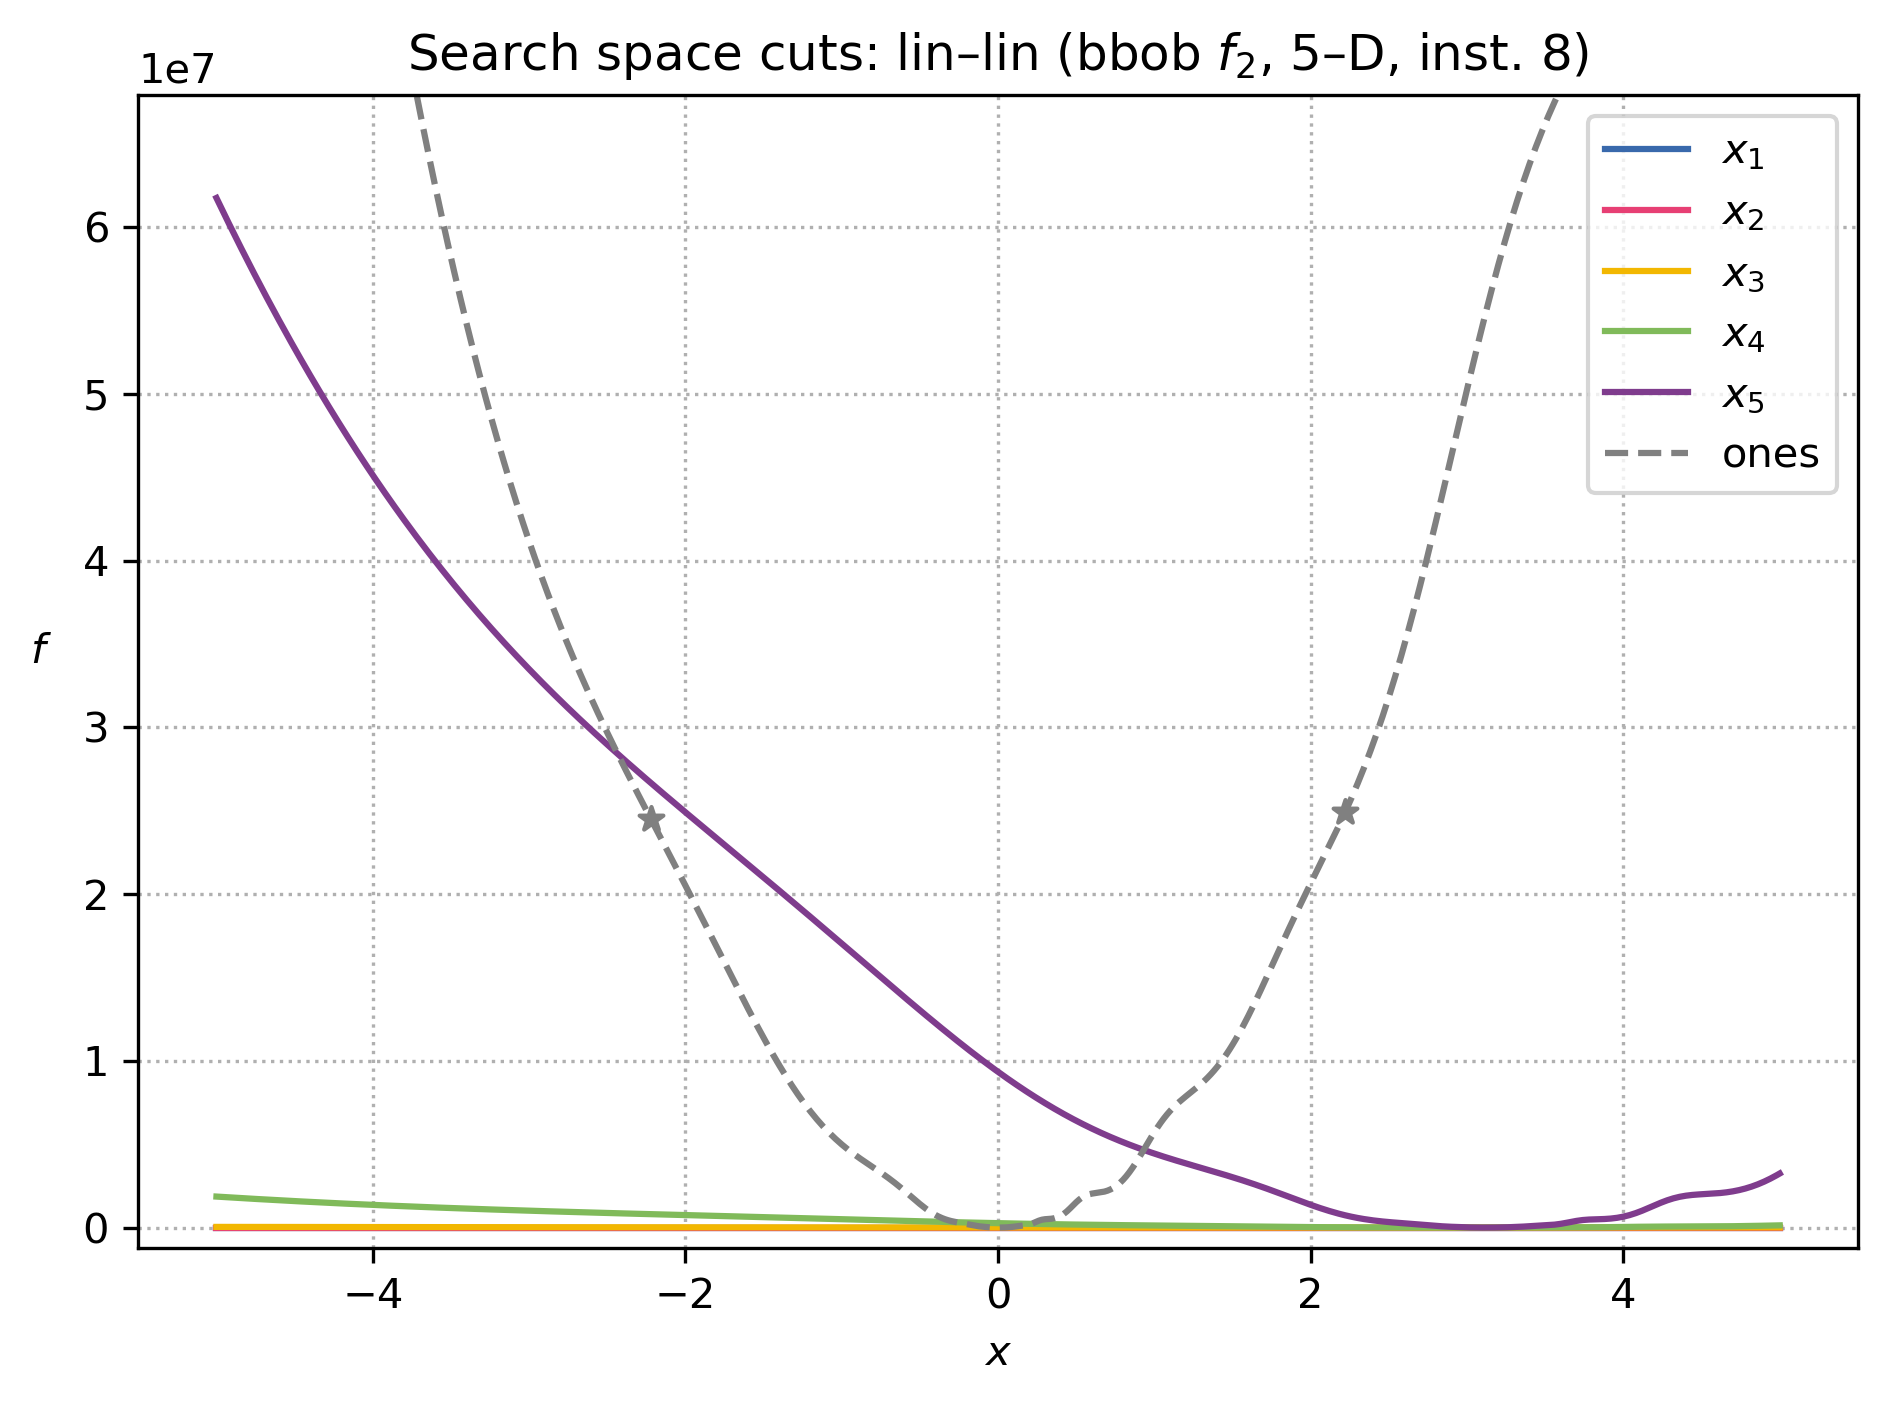 Search space cuts: lin–lin (bbob f₂, 5–D, inst. 8)
1e7
6
5
4
3
2
1
0
f
−4 −2 0 2 4
x
x₁
x₂
x₃
x₄
x₅
ones